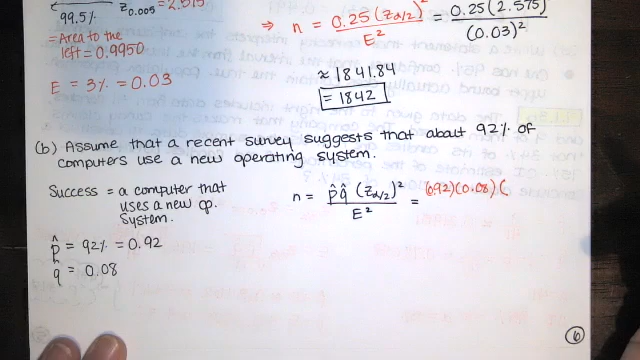 99.5%
z0.005 = 2.575
= Area to the
left = 0.9950
⇒ n = 0.25(zα/2)² / E² = 0.25(2.575)² / (0.03)²
E = 3% = 0.03
≈ 1841.84
= 1842
(b) Assume that a recent survey suggests that about 92% of
computers use a new operating system.
Success = a computer that
uses a new op.
system.
n = p̂q̂ (zα/2)² / E² = (0.92)(0.08)(
p̂ = 92% = 0.92
q̂ = 0.08
6